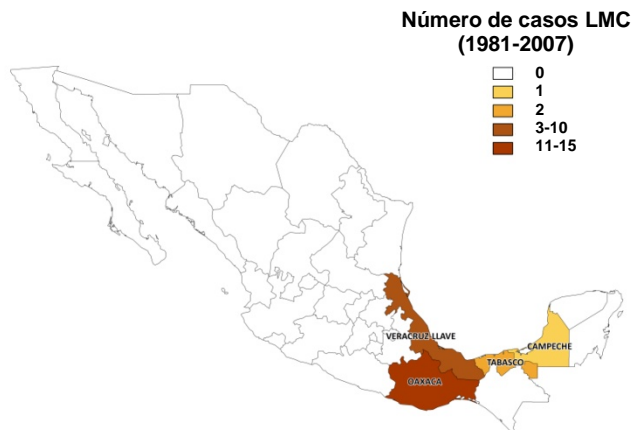 Número de casos LMC
(1981-2007)
0
1
2
3-10
11-15
VERACRUZ LLAVE
CAMPECHE
TABASCO
OAXACA